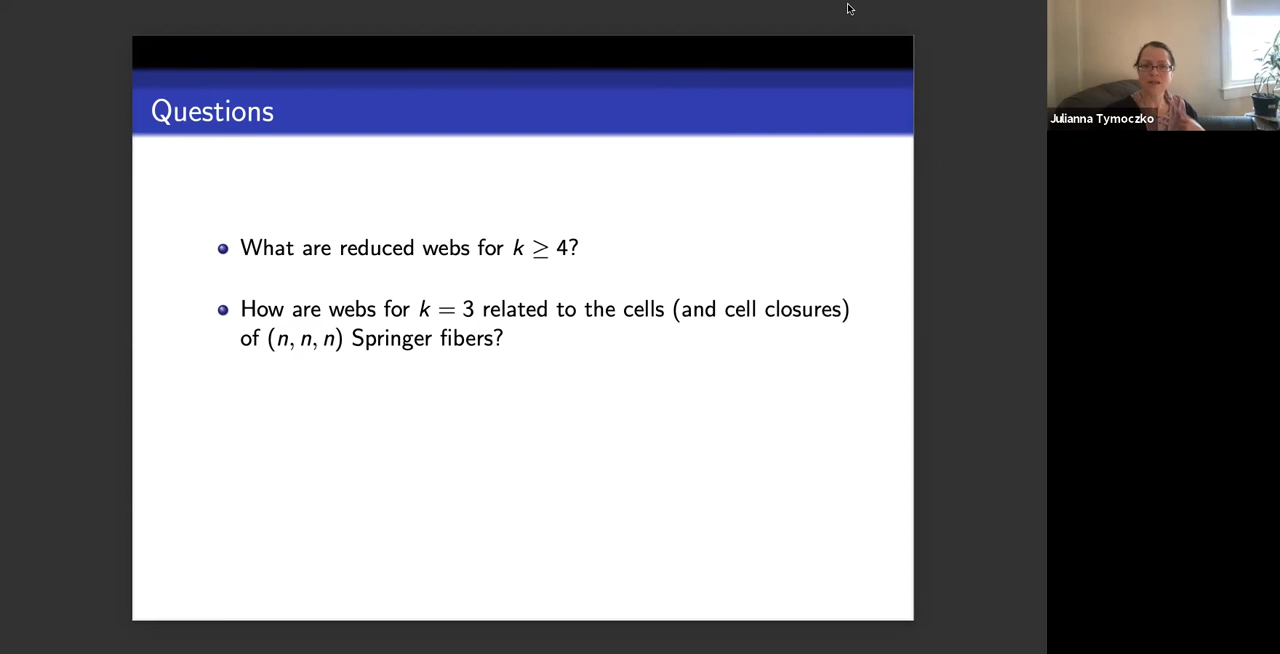 Questions
What are reduced webs for k ≥ 4?
How are webs for k = 3 related to the cells (and cell closures)
of (n, n, n) Springer fibers?
Julianna Tymoczko